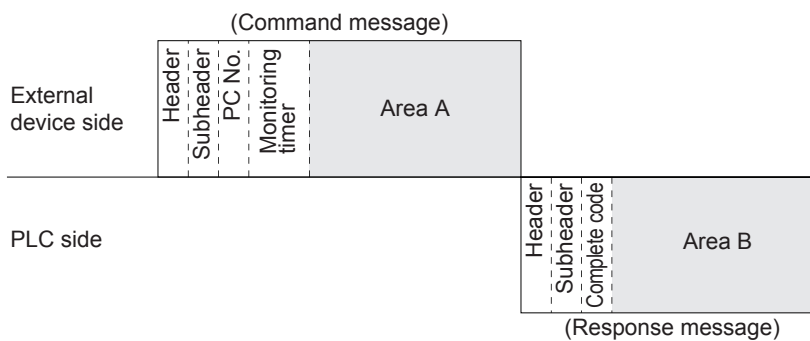 (Command message)
External
device side
Header
Subheader
PC No.
Monitoring
timer
Area A
PLC side
Header
Subheader
Complete code
Area B
(Response message)